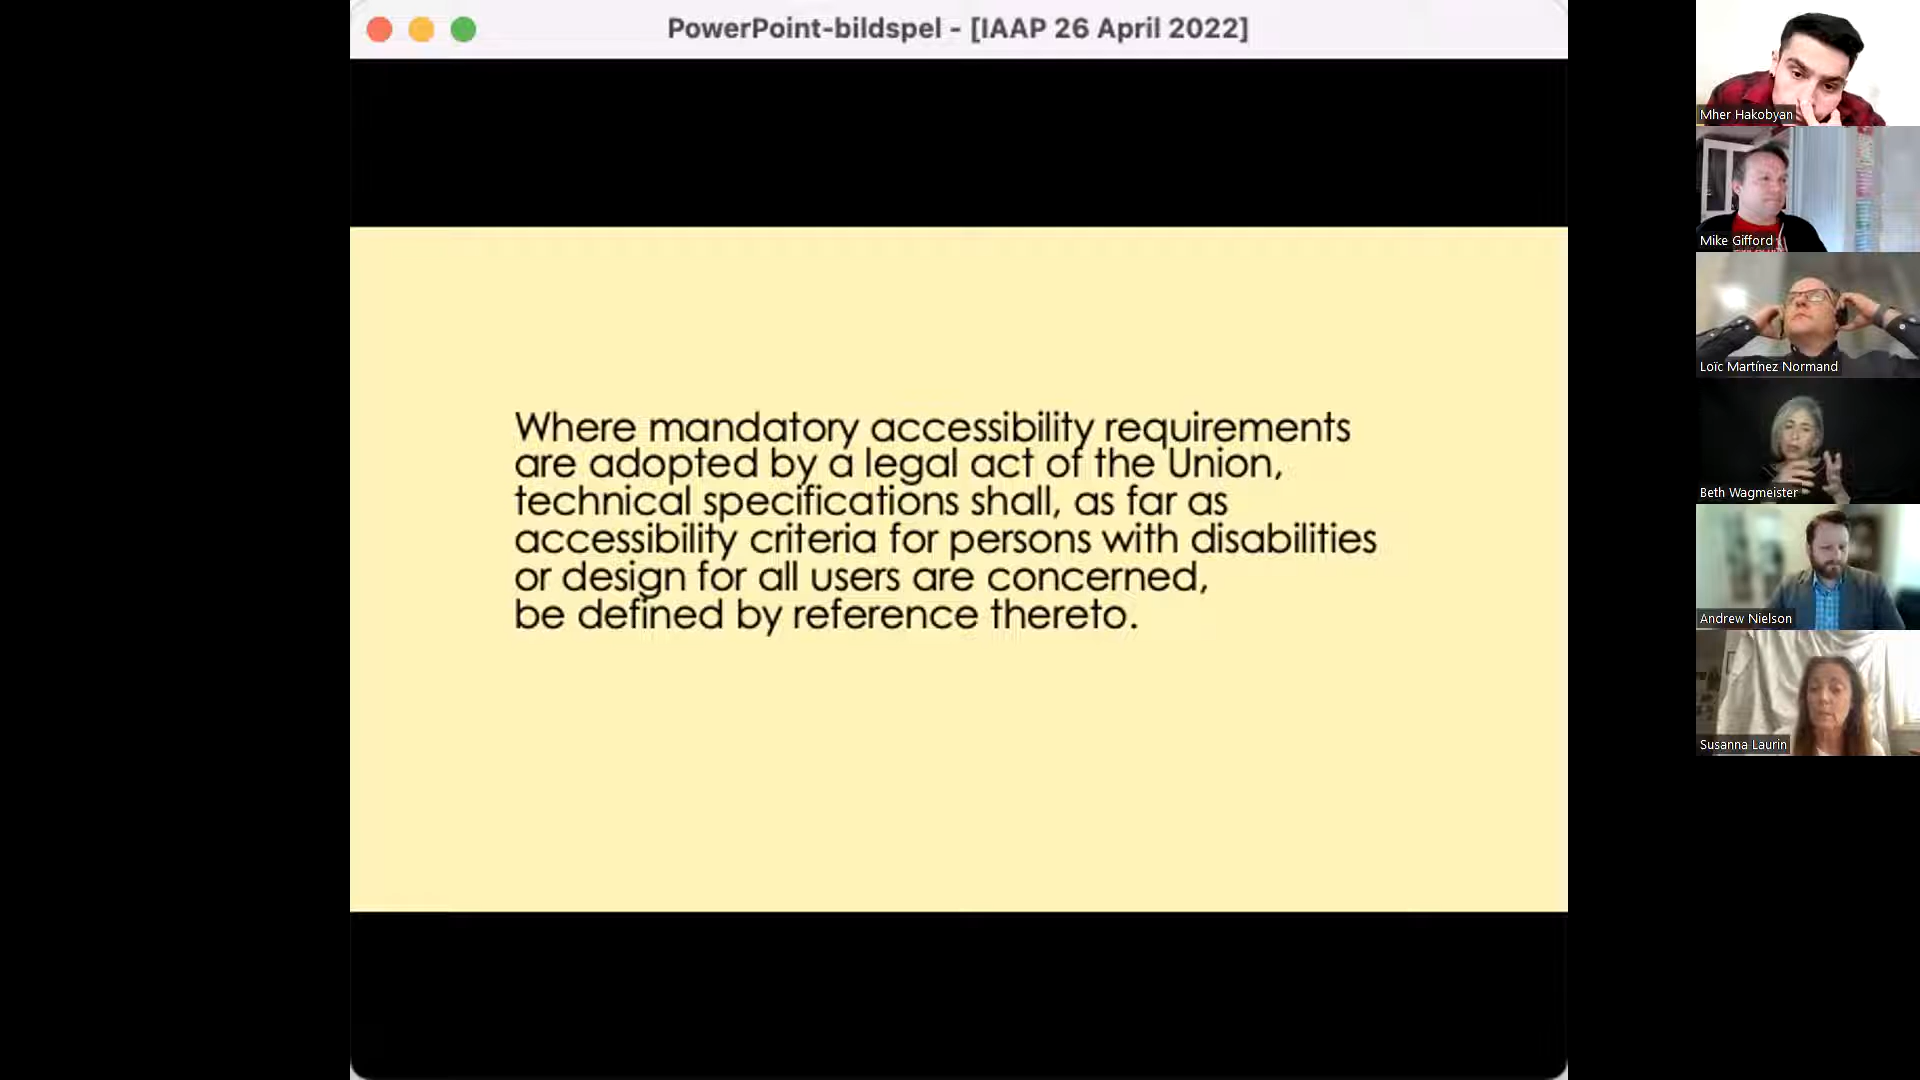 PowerPoint-bildspel - [IAAP 26 April 2022]
Where mandatory accessibility requirements
are adopted by a legal act of the Union,
technical specifications shall, as far as
accessibility criteria for persons with disabilities
or design for all users are concerned,
be defined by reference thereto.
Mher Hakobyan
Mike Gifford
Loïc Martínez Normand
Beth Wagmeister
Andrew Nielson
Susanna Laurin